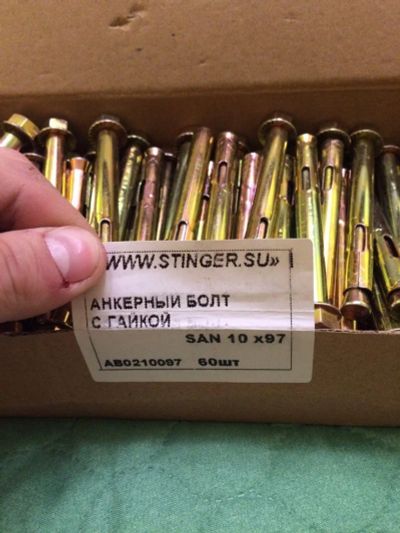 WWW.STINGER.SU»
АНКЕРНЫЙ БОЛТ
С ГАЙКОЙ
SAN 10 x97
AB0210097 60шт